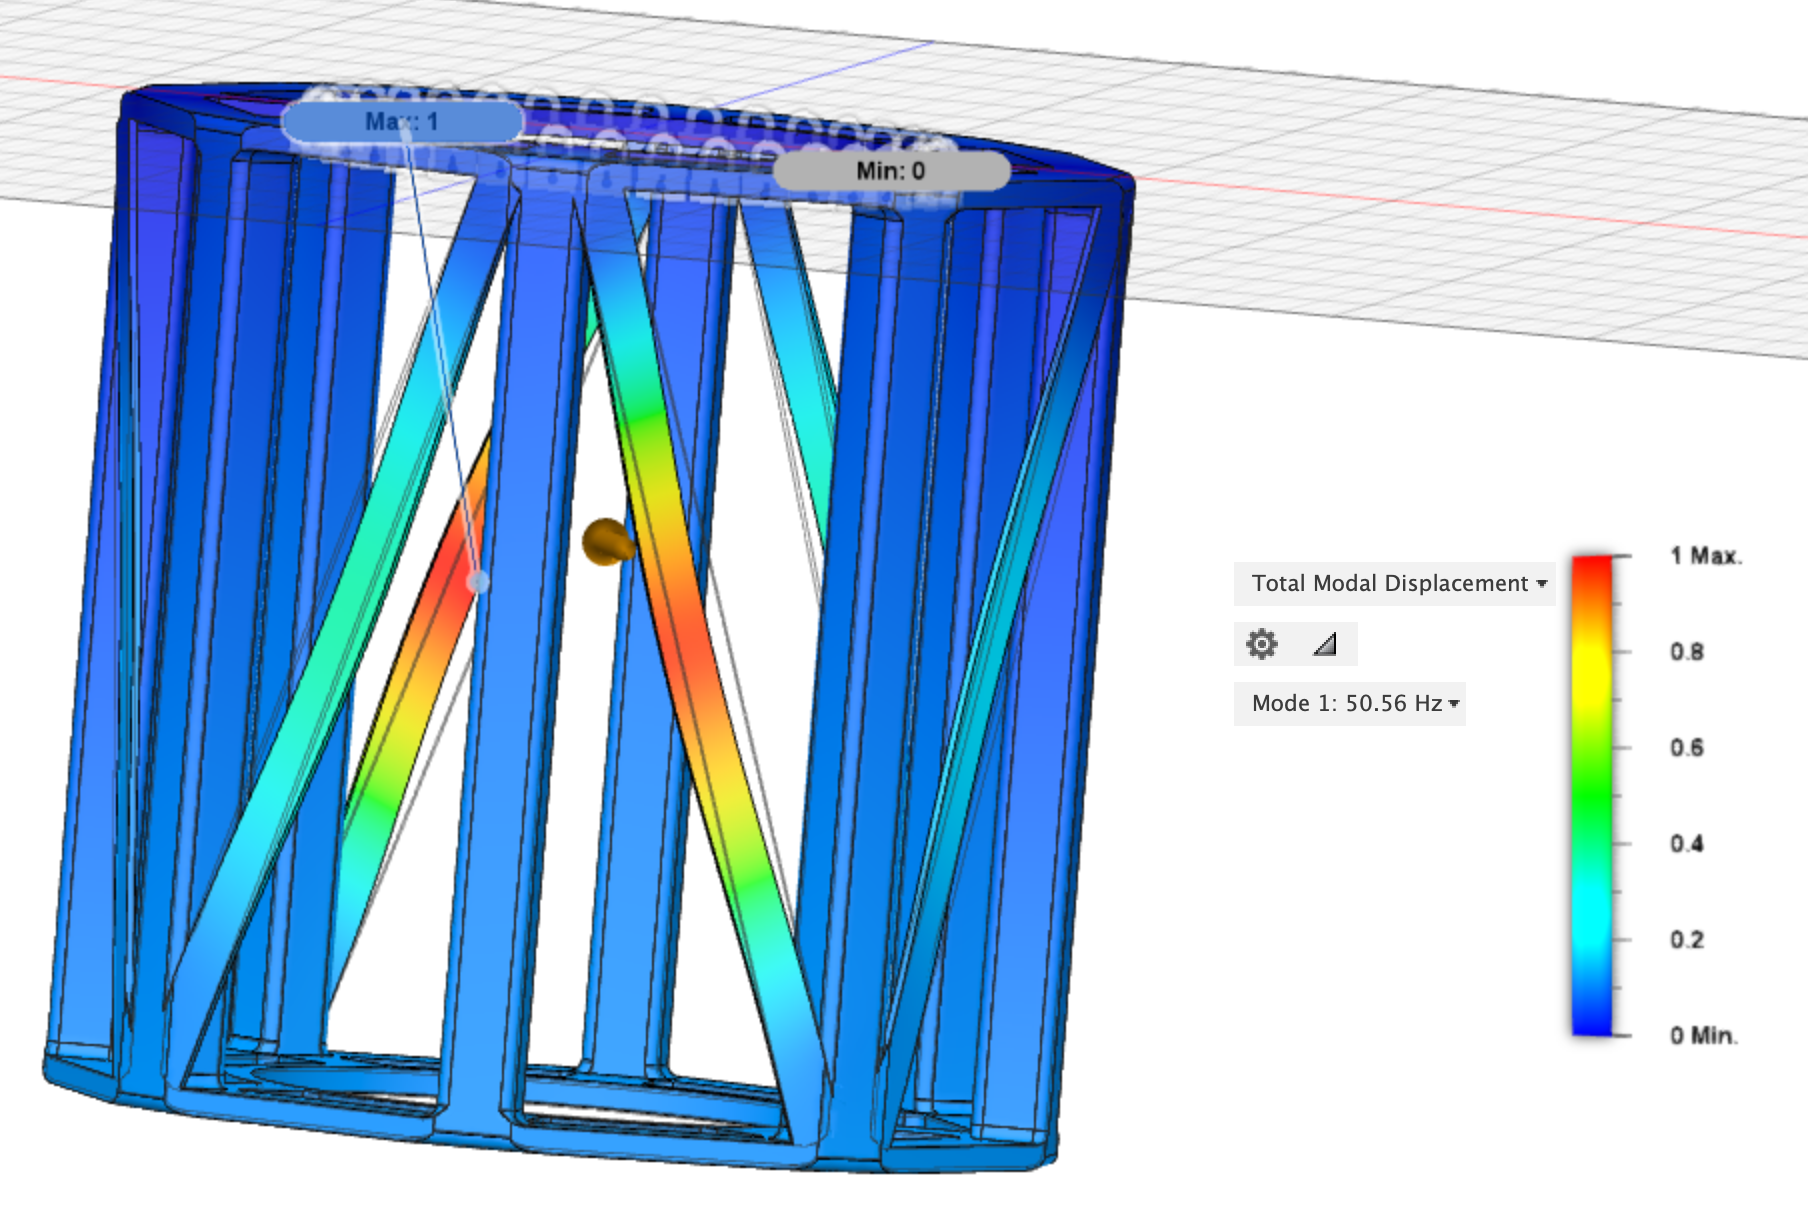 Max: 1
Min: 0
Total Modal Displacement
Mode 1: 50.56 Hz
1 Max.
0.8
0.6
0.4
0.2
0 Min.